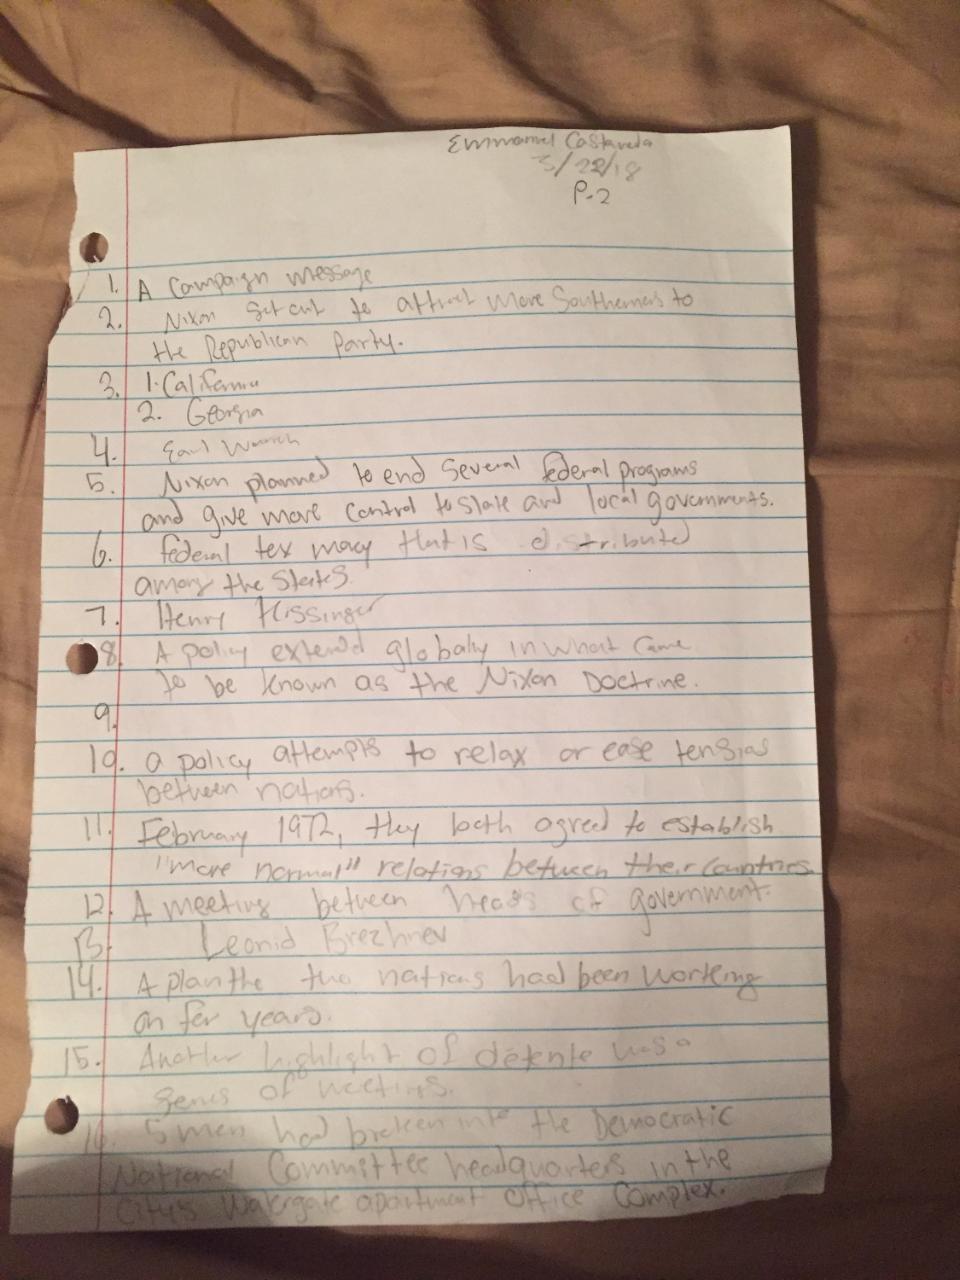 Emmanuel Castaneda
3/22/18
P-2
1. A Campaign message
2. Nixon Set out to attract More Southerners to
the Republican Party.
3. 1. California
2. Georgia
4. Earl Warren
5. Nixon planned to end Several federal programs
and give more Control to State and local governments.
6. federal tex mony that is distributed
among the States.
7. Henry Kissinger
8. A policy extend globally in what Came
to be known as the Nixon Doctrine.
9.
10. a policy attempts to relax or ease tensions
between nations.
11. February 1972, they both agreed to establish
"more normal" relations between their Countries.
12. A meeting between heads of government.
13. Leonid Brezhnev
14. A plan the two nations had been Working
on for years.
15. Another highlight of détente was a
Series of meetings.
16. 5 men had broken into the Democratic
National Committee headquarters in the
City's Watergate apartment Office Complex.